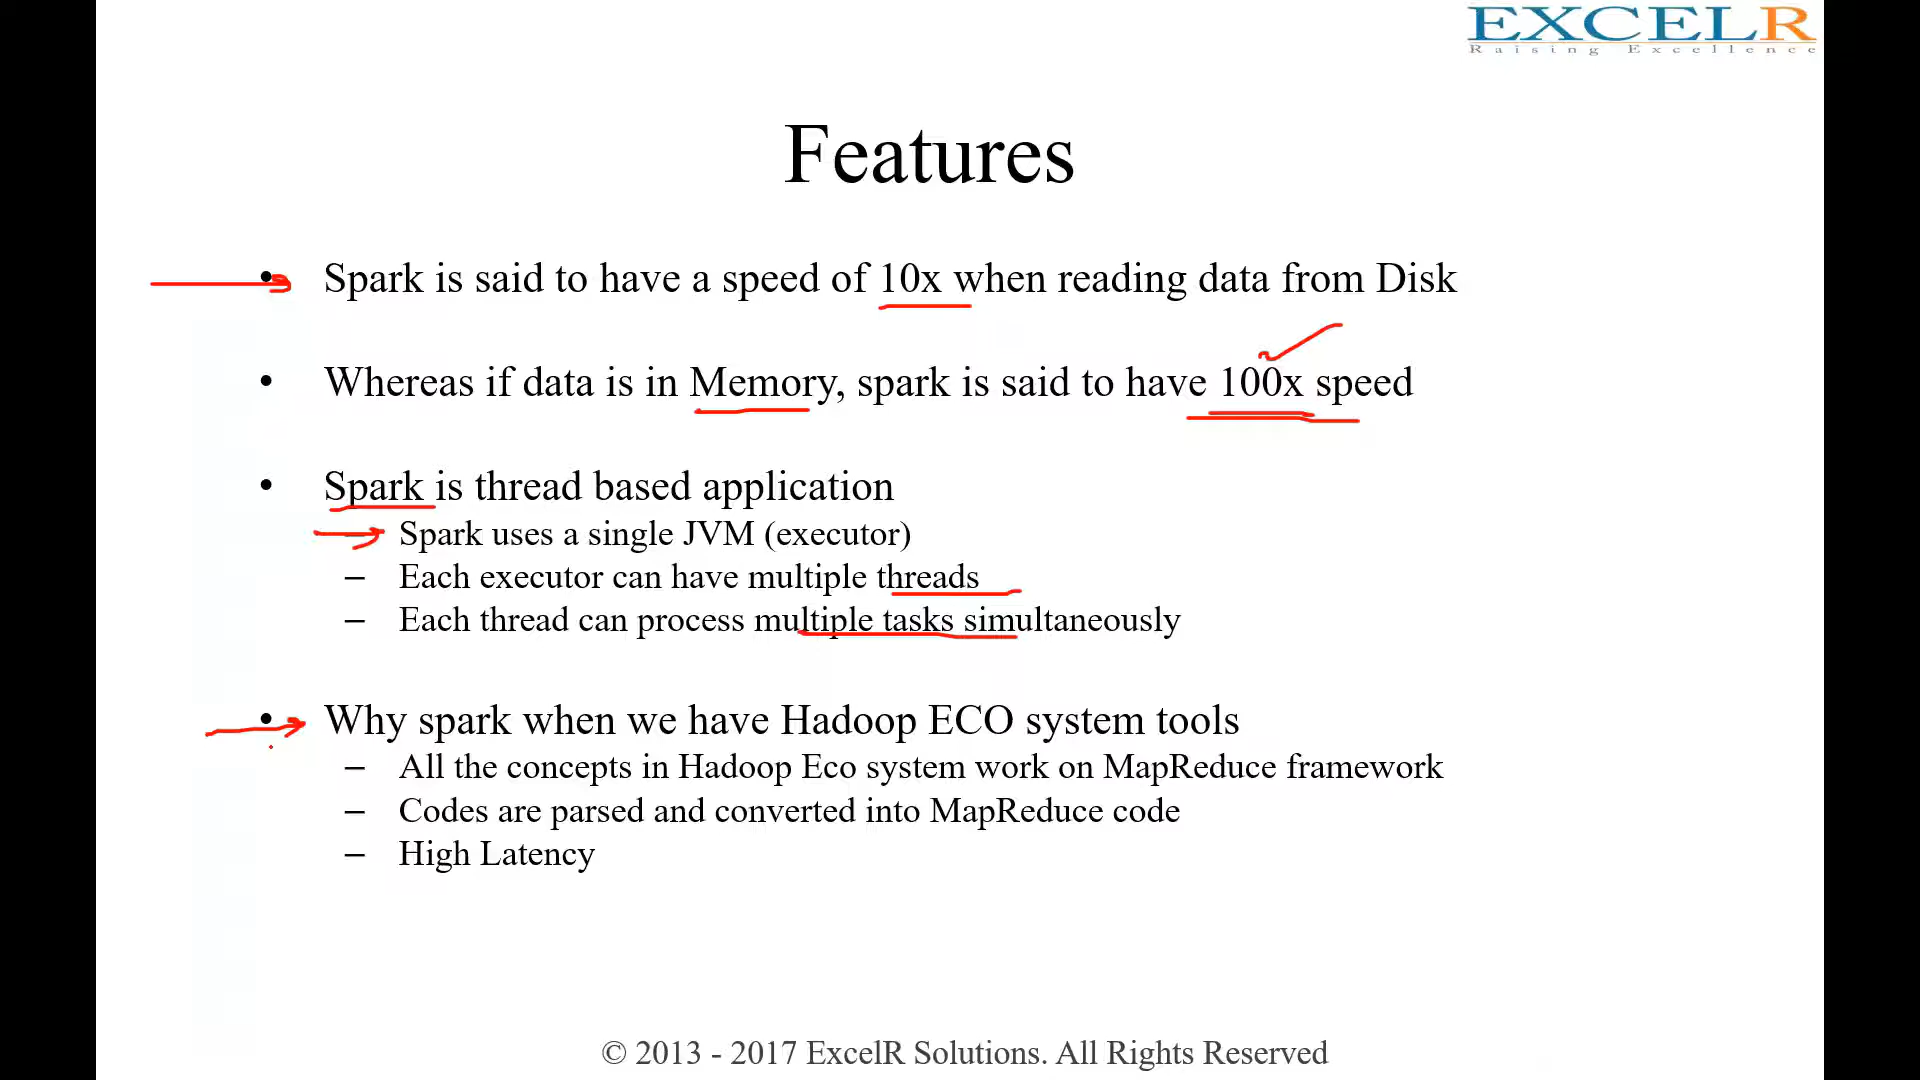 EXCELR
Raising Excellence
Features
• Spark is said to have a speed of 10x when reading data from Disk
• Whereas if data is in Memory, spark is said to have 100x speed
• Spark is thread based application
Spark uses a single JVM (executor)
– Each executor can have multiple threads
– Each thread can process multiple tasks simultaneously
• Why spark when we have Hadoop ECO system tools
– All the concepts in Hadoop Eco system work on MapReduce framework
– Codes are parsed and converted into MapReduce code
– High Latency
© 2013 - 2017 ExcelR Solutions. All Rights Reserved